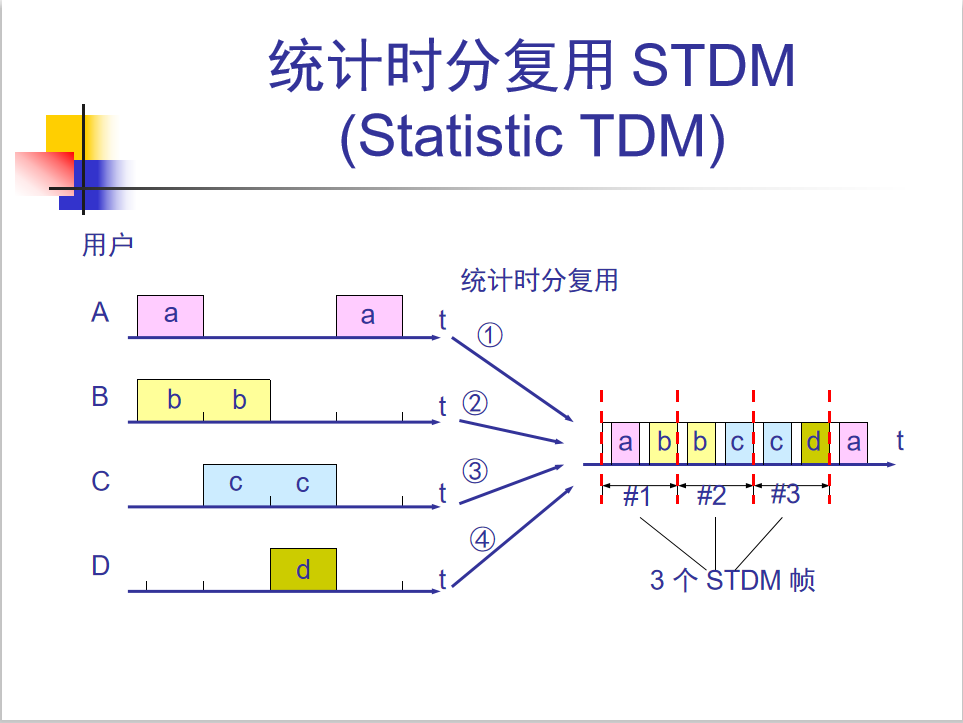 统计时分复用 STDM
(Statistic TDM)
用户
统计时分复用
A a a t
①
B b b t
②
C c c t
③
D d t
④
a b b c c d a t
#1 #2 #3
3 个 STDM 帧